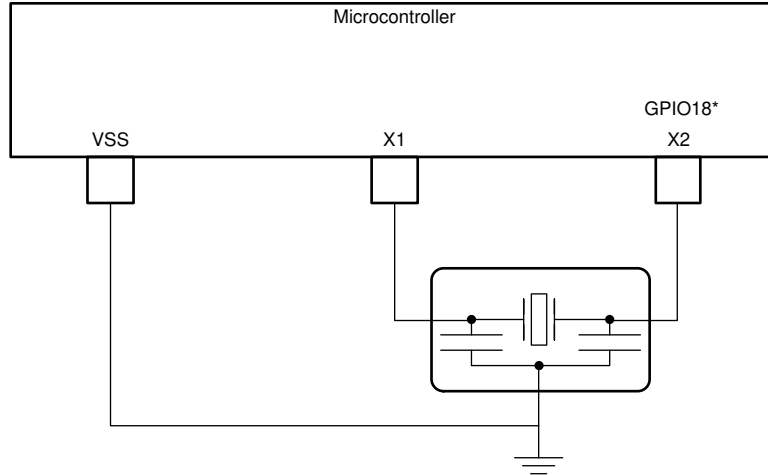 Microcontroller
GPIO18*
VSS
X1
X2